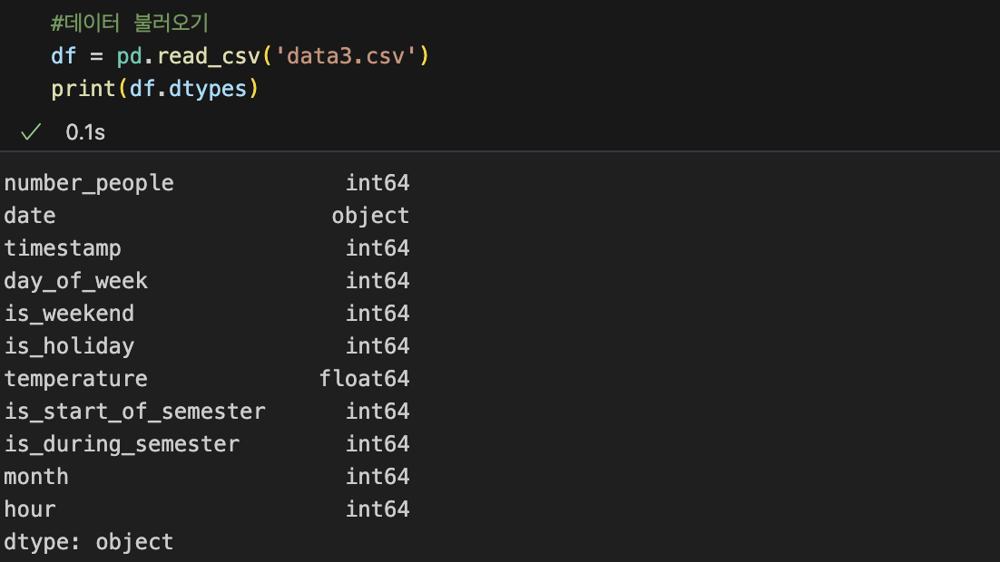 #데이터 불러오기
df = pd.read_csv('data3.csv')
print(df.dtypes)
0.1s
number_people int64
date object
timestamp int64
day_of_week int64
is_weekend int64
is_holiday int64
temperature float64
is_start_of_semester int64
is_during_semester int64
month int64
hour int64
dtype: object